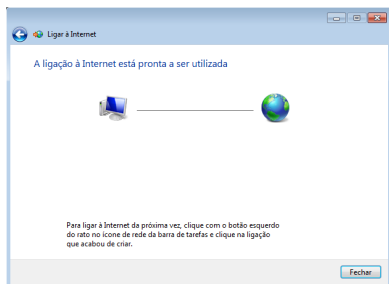 Ligar à Internet
A ligação à Internet está pronta a ser utilizada
Para ligar à Internet da próxima vez, clique com o botão esquerdo
do rato no ícone de rede da barra de tarefas e clique na ligação
que acabou de criar.
Fechar